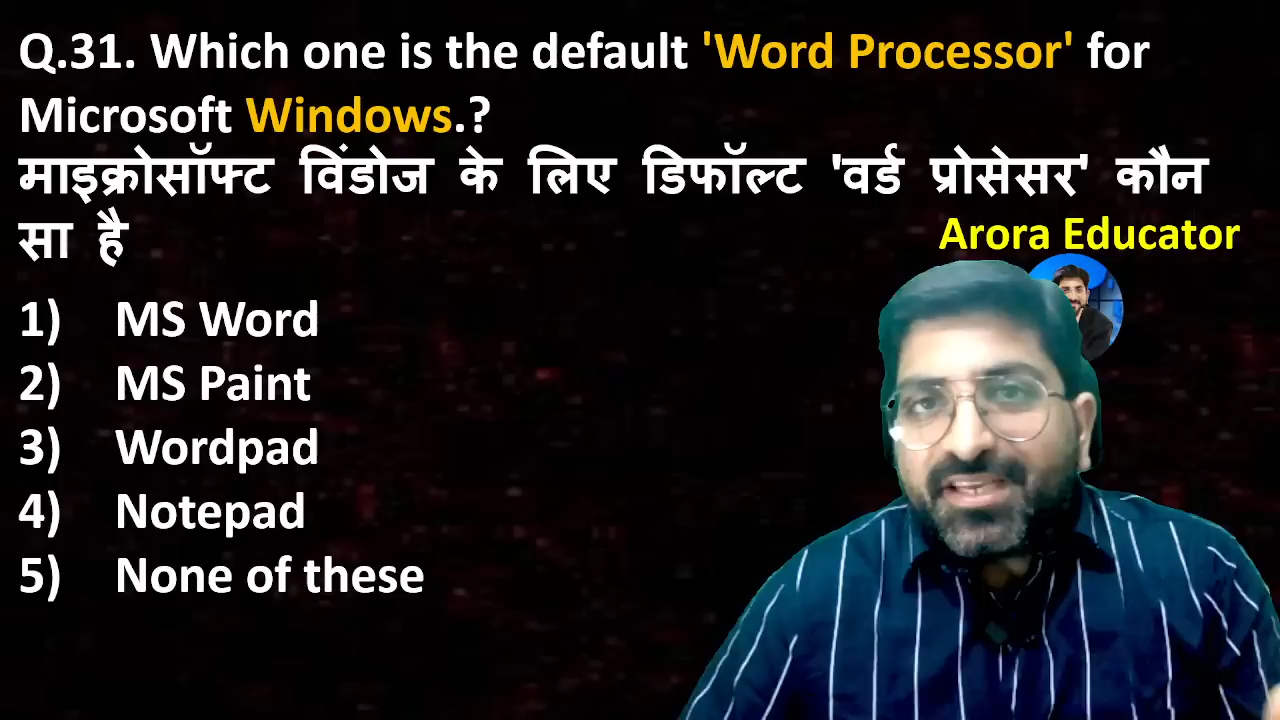 Q.31. Which one is the default 'Word Processor' for
Microsoft Windows.?
माइक्रोसॉफ्ट विंडोज के लिए डिफॉल्ट 'वर्ड प्रोसेसर' कौन
सा है
Arora Educator
1) MS Word
2) MS Paint
3) Wordpad
4) Notepad
5) None of these